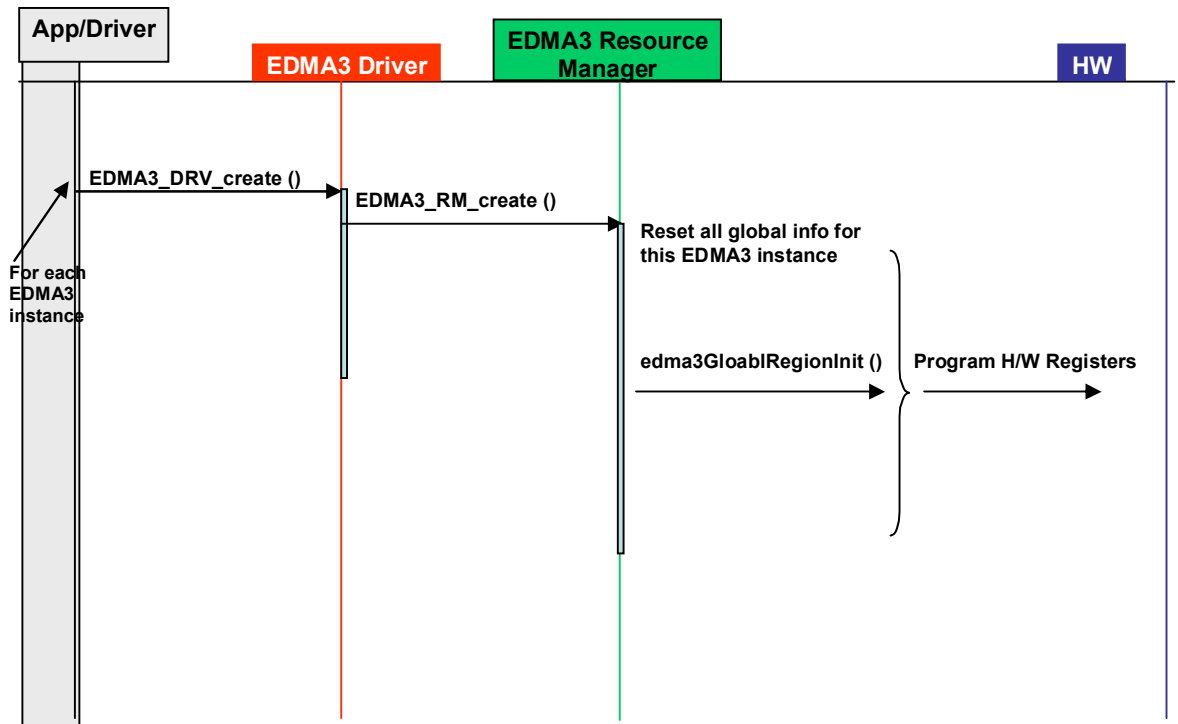 App/Driver
EDMA3 Driver
EDMA3 Resource
Manager
HW
EDMA3_DRV_create ()
EDMA3_RM_create ()
Reset all global info for
this EDMA3 instance
For each
EDMA3
instance
edma3GloablRegionInit ()
Program H/W Registers